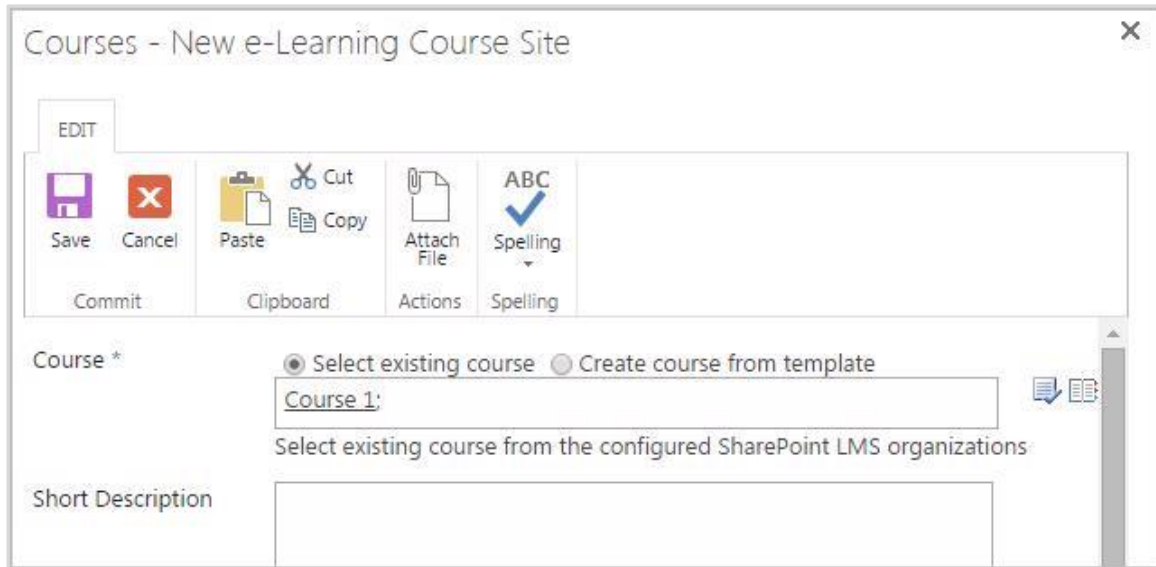 Courses - New e-Learning Course Site
EDIT
Save
Cancel
Paste
Cut
Copy
Attach
File
ABC
Spelling
Commit
Clipboard
Actions
Spelling
Course *
Select existing course
Create course from template
Course 1;
Select existing course from the configured SharePoint LMS organizations
Short Description